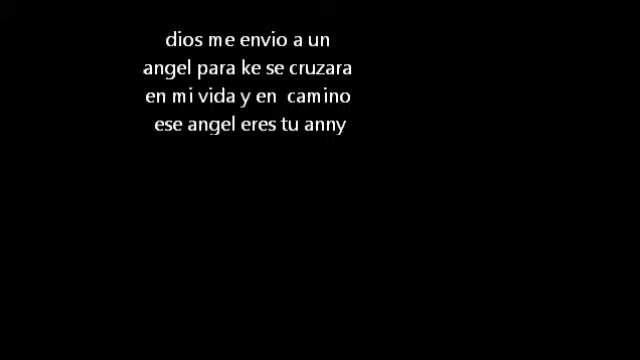 dios me envio a un
angel para ke se cruzara
en mi vida y en camino
ese angel eres tu anny